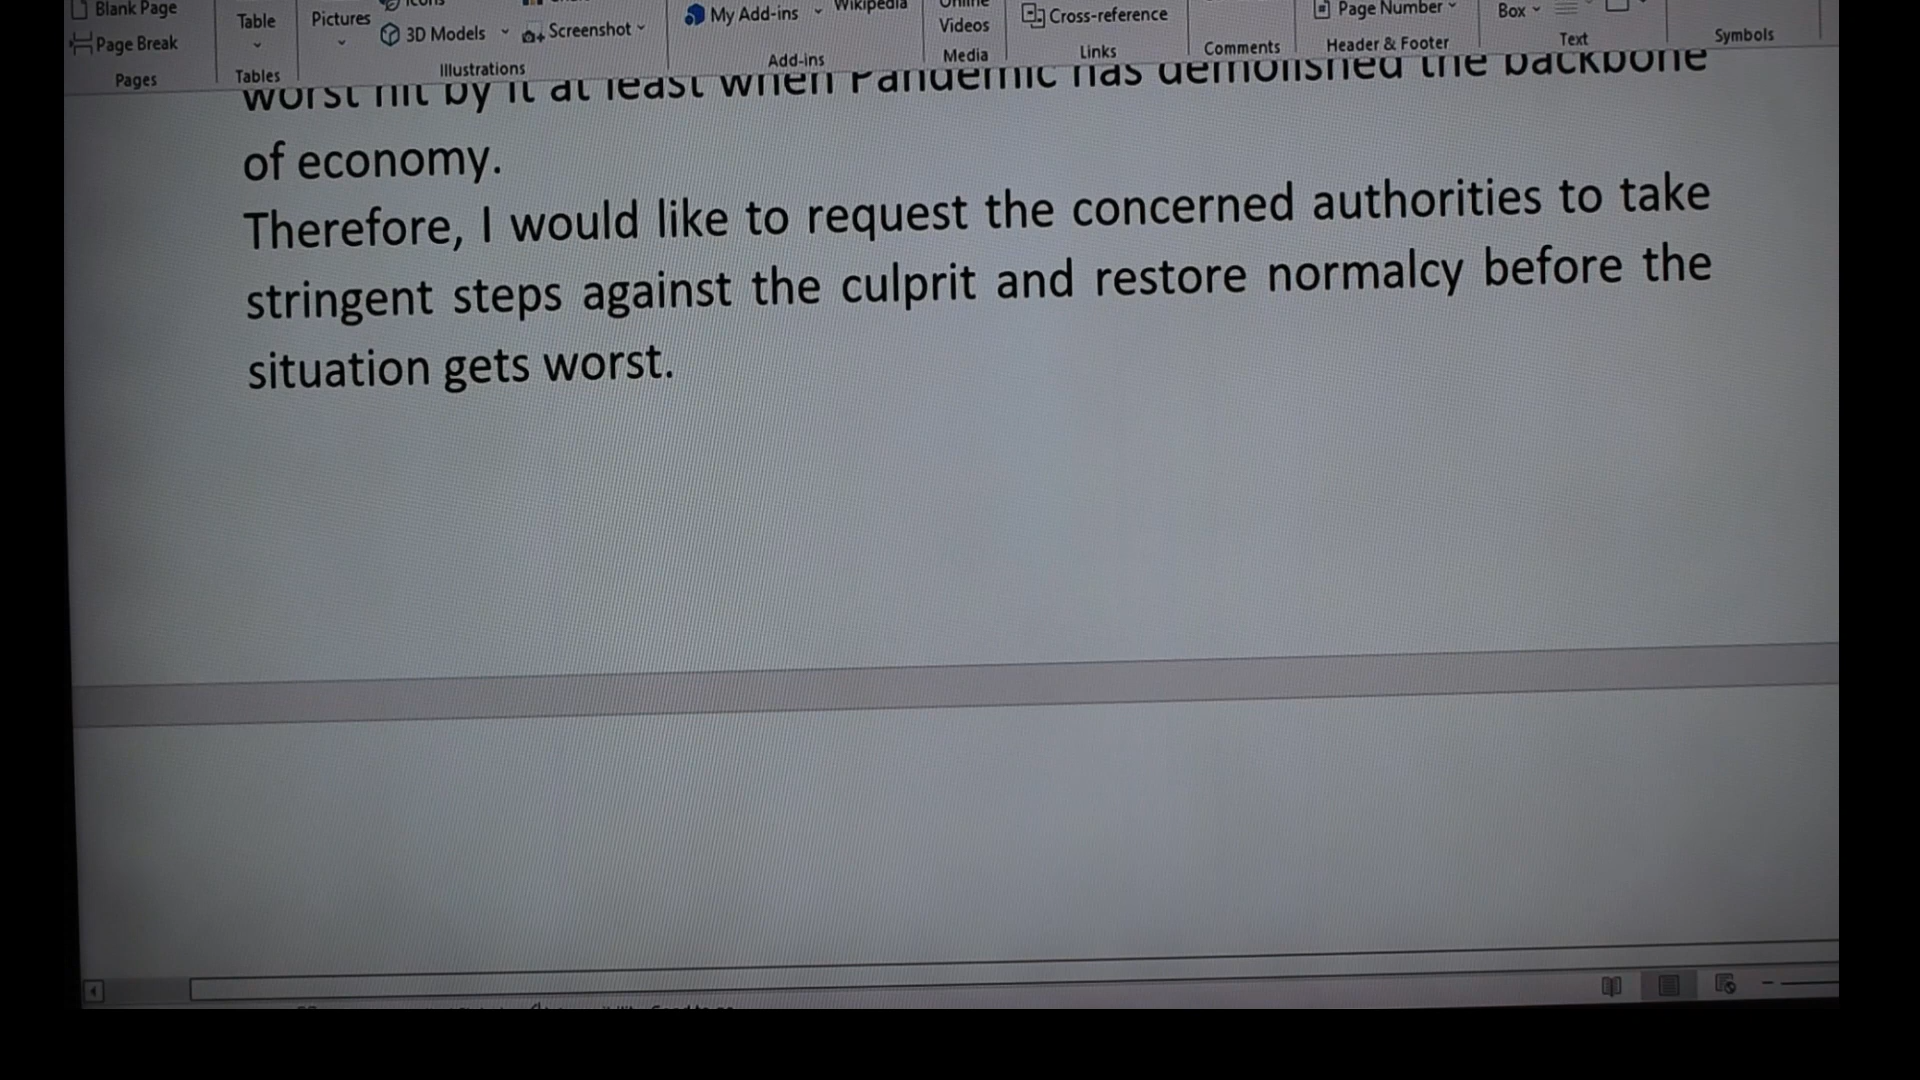 Blank Page
Page Break
Pages
Table
Tables
Pictures
3D Models
Screenshot
Illustrations
My Add-ins
Wikipedia
Add-ins
Online
Videos
Media
Cross-reference
Links
Comments
Page Number
Header & Footer
Box
Text
Symbols
worst hit by it at least when Pandemic has demolished the backbone
of economy.
Therefore, I would like to request the concerned authorities to take
stringent steps against the culprit and restore normalcy before the
situation gets worst.